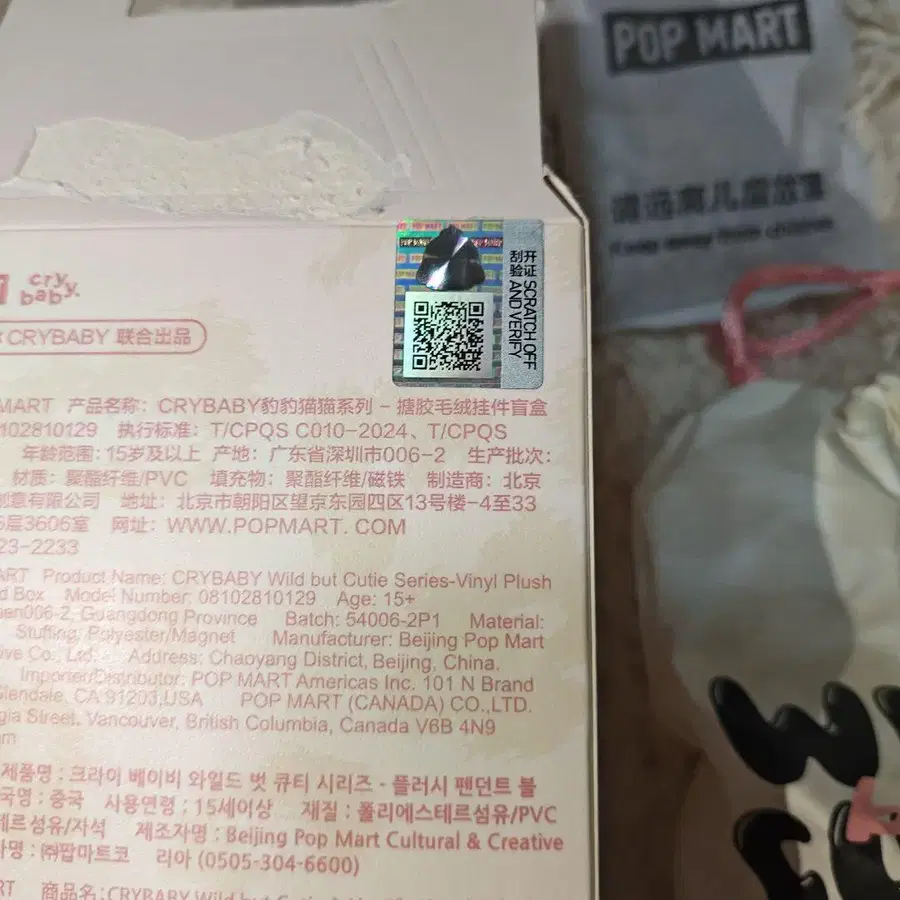 POP MART
请远离儿童放置
Keep away from children
cry
baby.
CRYBABY 联合出品
开证 SCRATCH OFF
刮验 AND VERIFY
MART 产品名称: CRYBABY豹豹猫猫系列 - 搪胶毛绒挂件盲盒
8102810129 执行标准: T/CPQS C010-2024、T/CPQS
年龄范围: 15岁及以上 产地: 广东省深圳市006-2 生产批次:
材质: 聚酯纤维/PVC 填充物: 聚酯纤维/磁铁 制造商: 北京
创意有限公司 地址: 北京市朝阳区望京东园四区13号楼-4至33
层3606室 网址: WWW.POPMART.COM
23-2233
ART Product Name: CRYBABY Wild but Cutie Series-Vinyl Plush
d Box Model Number: 08102810129 Age: 15+
en006-2, Guangdong Province Batch: 54006-2P1 Material:
Stuffing: Polyester/Magnet Manufacturer: Beijing Pop Mart
ive Co., Ltd. Address: Chaoyang District, Beijing, China.
Importer/Distributor: POP MART Americas Inc. 101 N Brand
Glendale, CA 91203,USA POP MART (CANADA) CO.,LTD.
gia Street, Vancouver, British Columbia, Canada V6B 4N9
om
제품명 : 크라이 베이비 와일드 벗 큐티 시리즈 - 플러시 펜던트 블
국명 : 중국 사용연령 : 15세이상 재질 : 폴리에스테르섬유/PVC
테르섬유/자석 제조자명 : Beijing Pop Mart Cultural & Creative
자명 : ㈜팝마트코리아 (0505-304-6600)
ART 商品名:CRYBABY Wild but Cutie